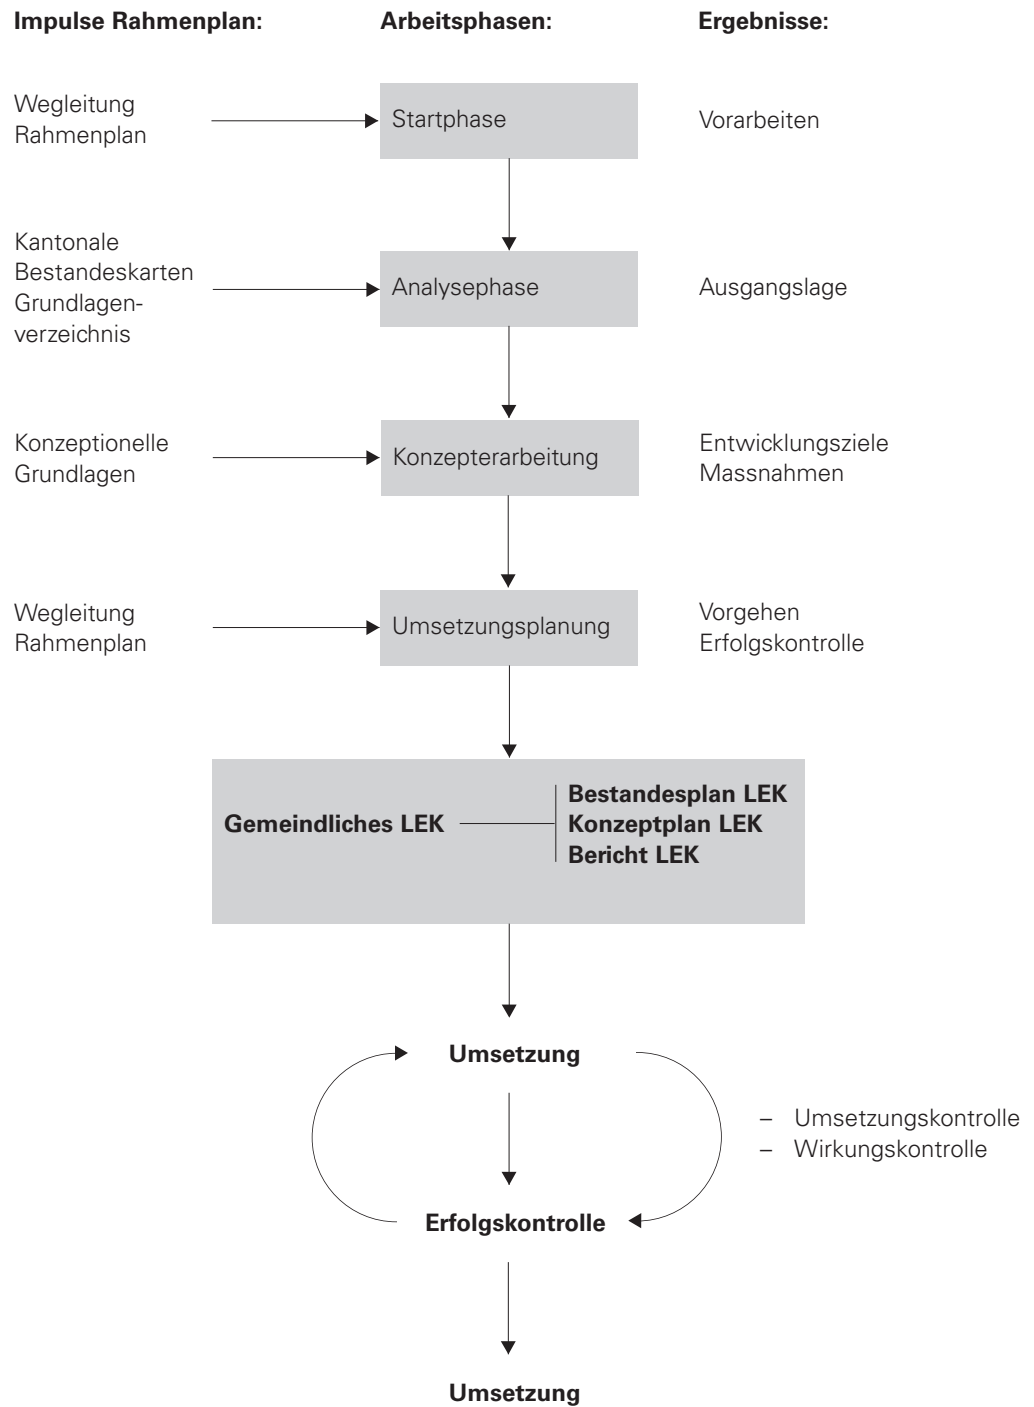 Impulse Rahmenplan:
Arbeitsphasen:
Ergebnisse:
Wegleitung
Rahmenplan
Startphase
Vorarbeiten
Kantonale
Bestandeskarten
Grundlagen-
verzeichnis
Analysephase
Ausgangslage
Konzeptionelle
Grundlagen
Konzepterarbeitung
Entwicklungsziele
Massnahmen
Wegleitung
Rahmenplan
Umsetzungsplanung
Vorgehen
Erfolgskontrolle
Gemeindliches LEK
Bestandesplan LEK
Konzeptplan LEK
Bericht LEK
Umsetzung
– Umsetzungskontrolle
– Wirkungskontrolle
Erfolgskontrolle
Umsetzung